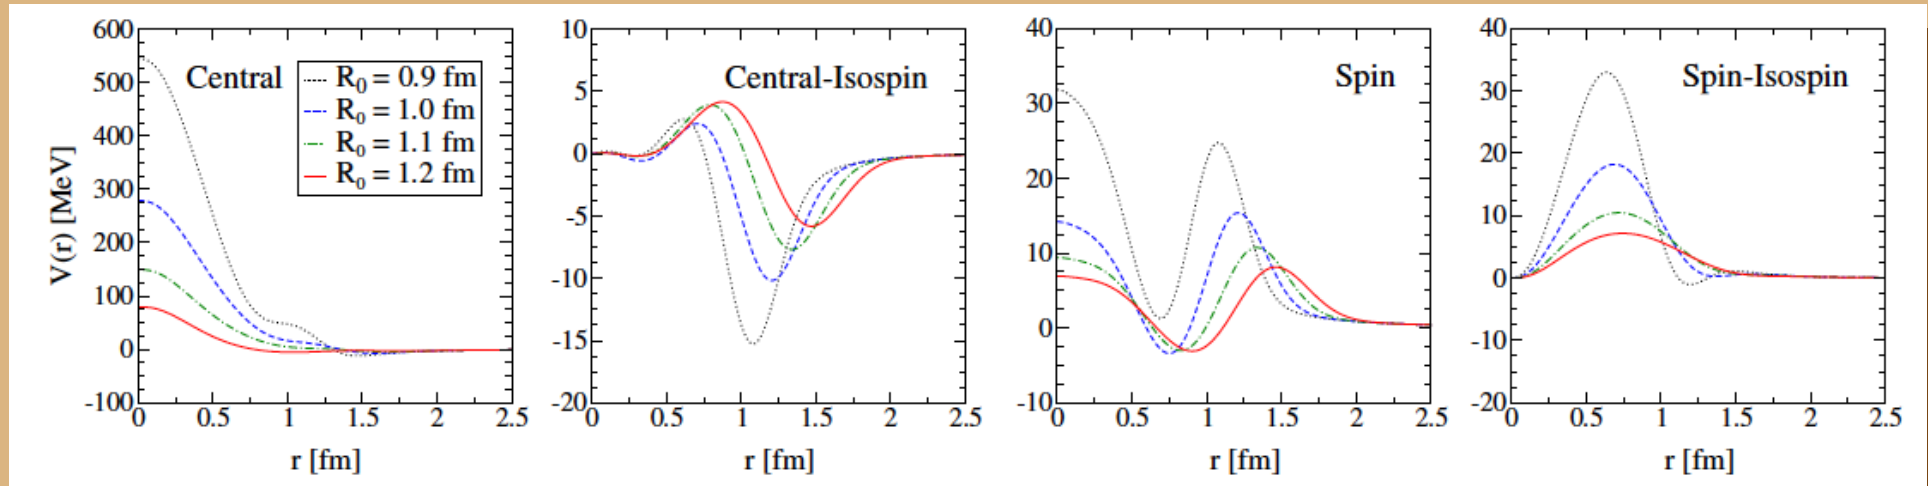 V(r) [MeV]
600
500
400
300
200
100
0
-100
Central
R₀ = 0.9 fm
R₀ = 1.0 fm
R₀ = 1.1 fm
R₀ = 1.2 fm
0 0.5 1 1.5 2 2.5
r [fm]
10
5
0
-5
-10
-15
-20
Central-Isospin
0 0.5 1 1.5 2 2.5
r [fm]
40
30
20
10
0
-10
Spin
0 0.5 1 1.5 2 2.5
r [fm]
40
30
20
10
0
-10
-20
Spin-Isospin
0 0.5 1 1.5 2 2.5
r [fm]